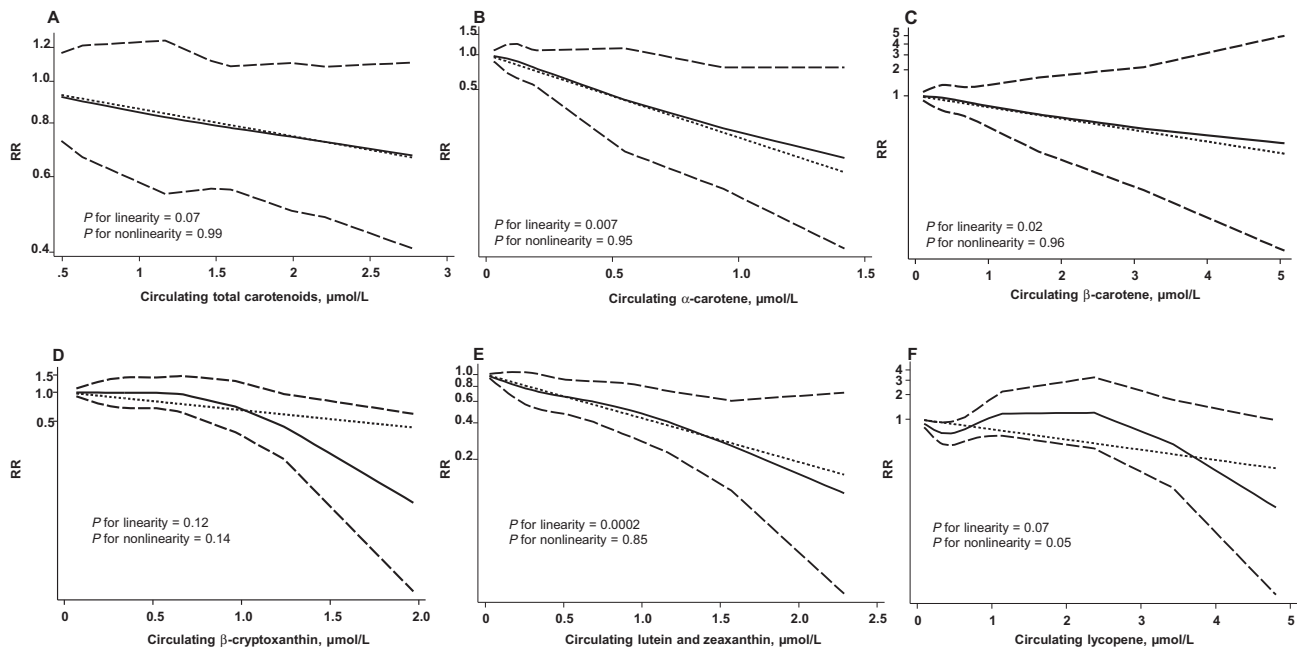 A
1.2
1.0
0.8
0.6
0.4
RR
P for linearity = 0.07
P for nonlinearity = 0.99
.5 1 1.5 2 2.5 3
Circulating total carotenoids, µmol/L
B
1.5
1.0
0.5
RR
P for linearity = 0.007
P for nonlinearity = 0.95
0 0.5 1.0 1.5
Circulating α-carotene, µmol/L
C
5
4
3
2
1
RR
P for linearity = 0.02
P for nonlinearity = 0.96
0 1 2 3 4 5
Circulating β-carotene, µmol/L
D
1.5
1.0
0.5
RR
P for linearity = 0.12
P for nonlinearity = 0.14
0 0.5 1.0 1.5 2.0
Circulating β-cryptoxanthin, µmol/L
E
1.0
0.8
0.6
0.4
0.2
RR
P for linearity = 0.0002
P for nonlinearity = 0.85
0 0.5 1.0 1.5 2.0 2.5
Circulating lutein and zeaxanthin, µmol/L
F
4
3
2
1
RR
P for linearity = 0.07
P for nonlinearity = 0.05
0 1 2 3 4 5
Circulating lycopene, µmol/L